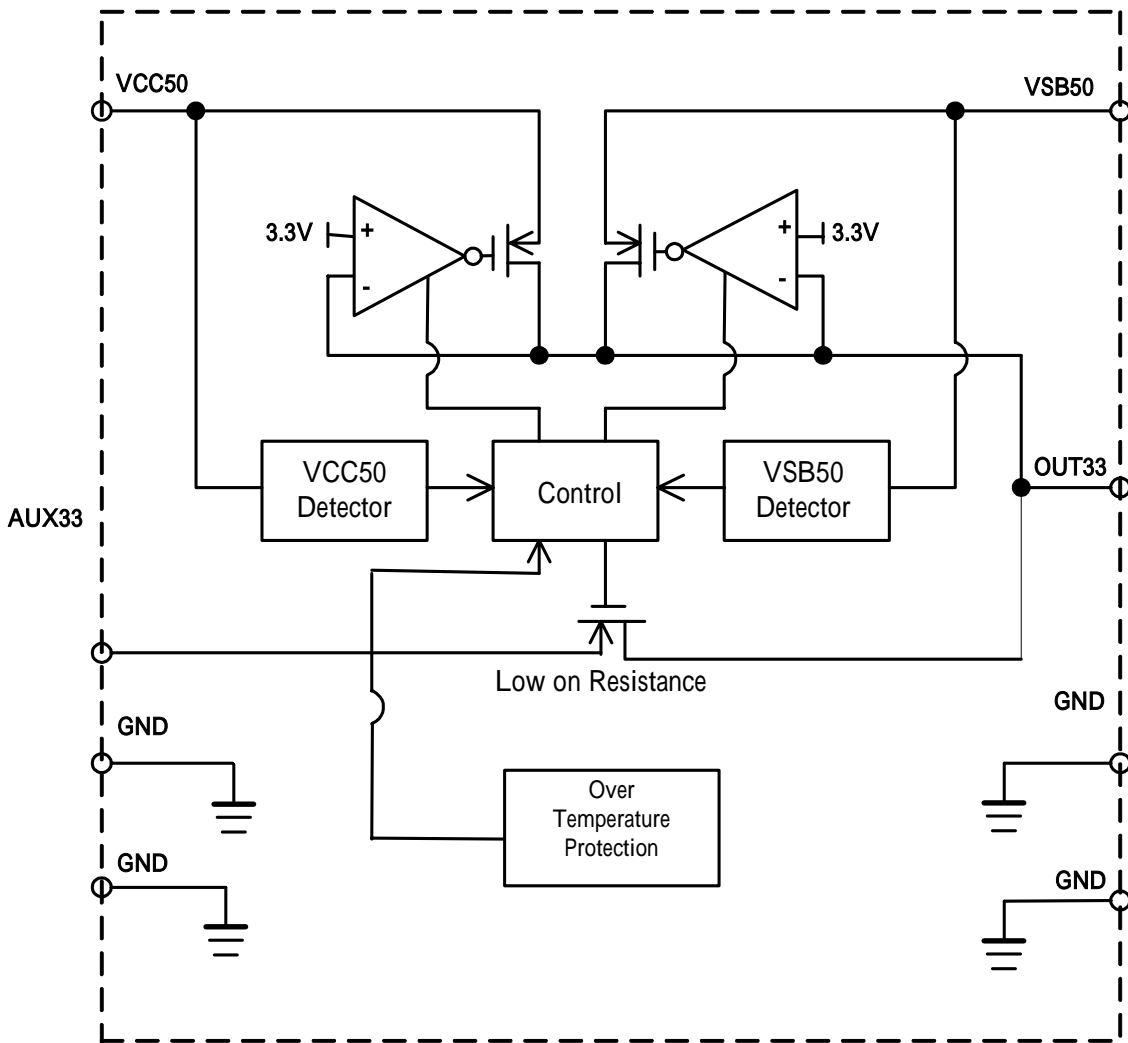 VCC50
VSB50
3.3V
+
-
+
-
3.3V
VCC50
Detector
Control
VSB50
Detector
OUT33
AUX33
Low on Resistance
GND
GND
Over
Temperature
Protection
GND
GND